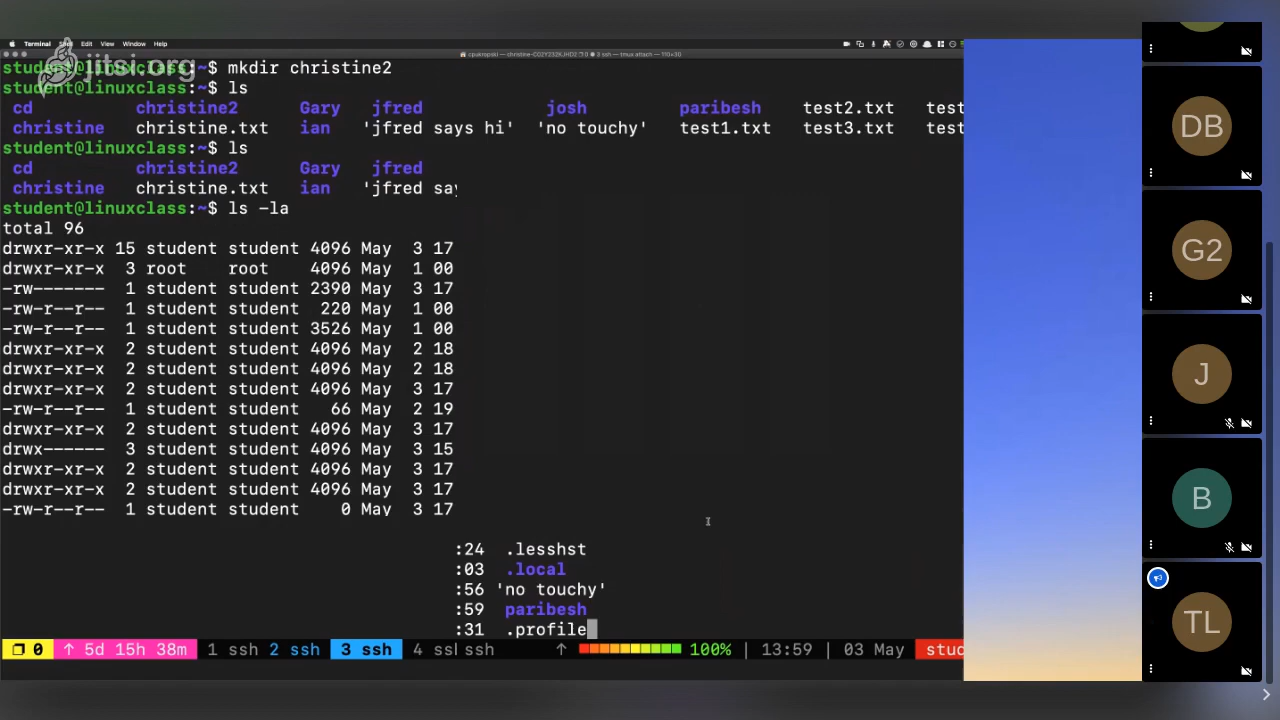 Terminal Edit View Window Help
jitsi.org
student@linuxclass:~$ mkdir christine2
student@linuxclass:~$ ls
cd christine2 Gary jfred josh paribesh test2.txt test
christine christine.txt ian 'jfred says hi' 'no touchy' test1.txt test3.txt test
student@linuxclass:~$ ls
cd christine2 Gary jfred
christine christine.txt ian 'jfred say
student@linuxclass:~$ ls -la
total 96
drwxr-xr-x 15 student student 4096 May 3 17
drwxr-xr-x 3 root root 4096 May 1 00
-rw------- 1 student student 2390 May 3 17
-rw-r--r-- 1 student student 220 May 1 00
-rw-r--r-- 1 student student 3526 May 1 00
drwxr-xr-x 2 student student 4096 May 2 18
drwxr-xr-x 2 student student 4096 May 2 18
drwxr-xr-x 2 student student 4096 May 3 17
-rw-r--r-- 1 student student 66 May 2 19
drwxr-xr-x 2 student student 4096 May 3 17
drwx------ 3 student student 4096 May 3 15
drwxr-xr-x 2 student student 4096 May 3 17
drwxr-xr-x 2 student student 4096 May 3 17
-rw-r--r-- 1 student student 0 May 3 17
:24 .lesshst
:03 .local
:56 'no touchy'
:59 paribesh
:31 .profile
0 ↑ 5d 15h 38m 1 ssh 2 ssh 3 ssh 4 ssl ssh ↑ 100% | 13:59 | 03 May stud
DB
G2
J
B
TL